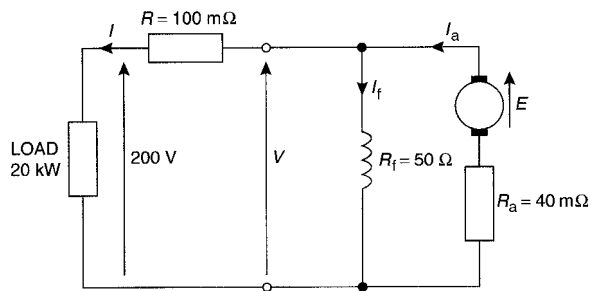 R = 100 mΩ
I
I_a
I_f
E
LOAD
20 kW
200 V
V
R_f = 50 Ω
R_a = 40 mΩ